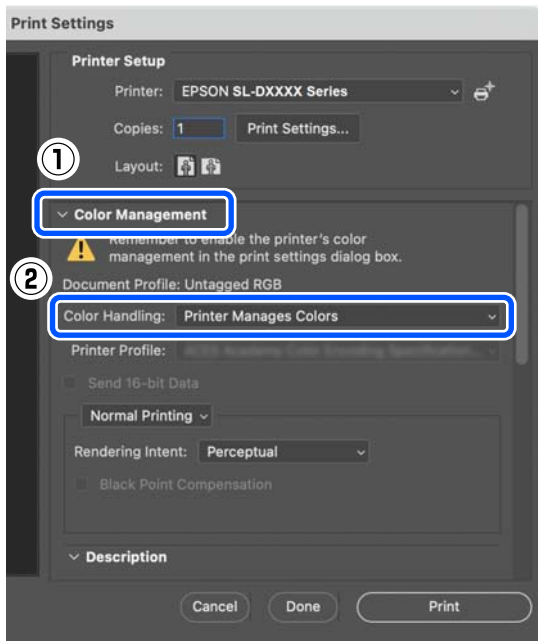 Print Settings
Printer Setup
Printer: EPSON SL-DXXXX Series
Copies: 1 Print Settings...
①
Layout:
Color Management
Remember to enable the printer's color
management in the print settings dialog box.
②
Document Profile: Untagged RGB
Color Handling: Printer Manages Colors
Printer Profile:
Send 16-bit Data
Normal Printing
Rendering Intent: Perceptual
Black Point Compensation
Description
Cancel Done Print